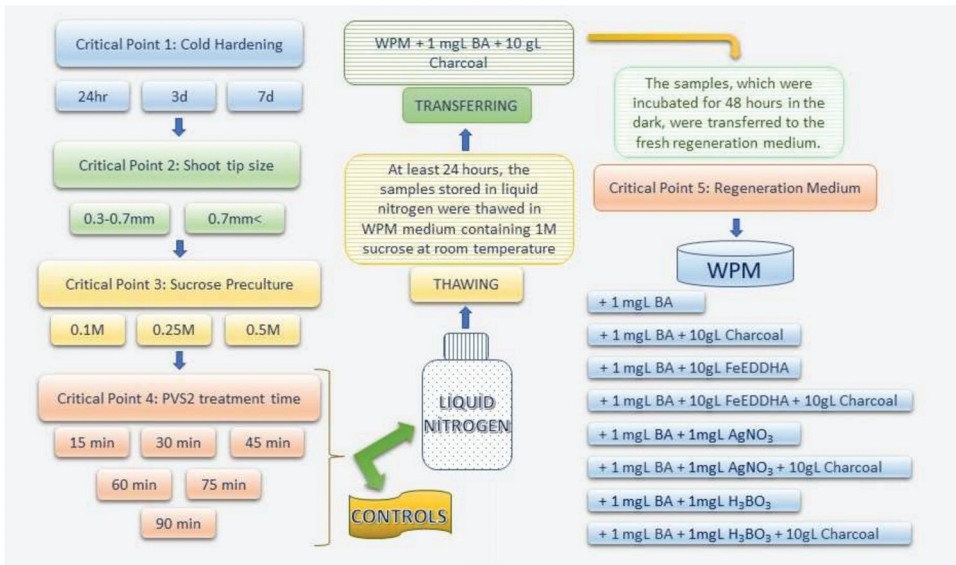 Critical Point 1: Cold Hardening
24hr
3d
7d
Critical Point 2: Shoot tip size
0.3-0.7mm
0.7mm<
Critical Point 3: Sucrose Preculture
0.1M
0.25M
0.5M
Critical Point 4: PVS2 treatment time
15 min
30 min
45 min
60 min
75 min
90 min
CONTROLS
LİQUİD
NİTROGEN
THAWING
At least 24 hours, the
samples stored in liquid
nitrogen were thawed in
WPM medium containing 1M
sucrose at room temperature
TRANSFERRING
WPM + 1 mgL BA + 10 gL
Charcoal
The samples, which were
incubated for 48 hours in the
dark, were transferred to the
fresh regeneration medium.
Critical Point 5: Regeneration Medium
WPM
+ 1 mgL BA
+ 1 mgL BA + 10gL Charcoal
+ 1 mgL BA + 10gL FeEDDHA
+ 1 mgL BA + 10gL FeEDDHA + 10gL Charcoal
+ 1 mgL BA + 1mgL AgNO₃
+ 1 mgL BA + 1mgL AgNO₃ + 10gL Charcoal
+ 1 mgL BA + 1mgL H₃BO₃
+ 1 mgL BA + 1mgL H₃BO₃ + 10gL Charcoal